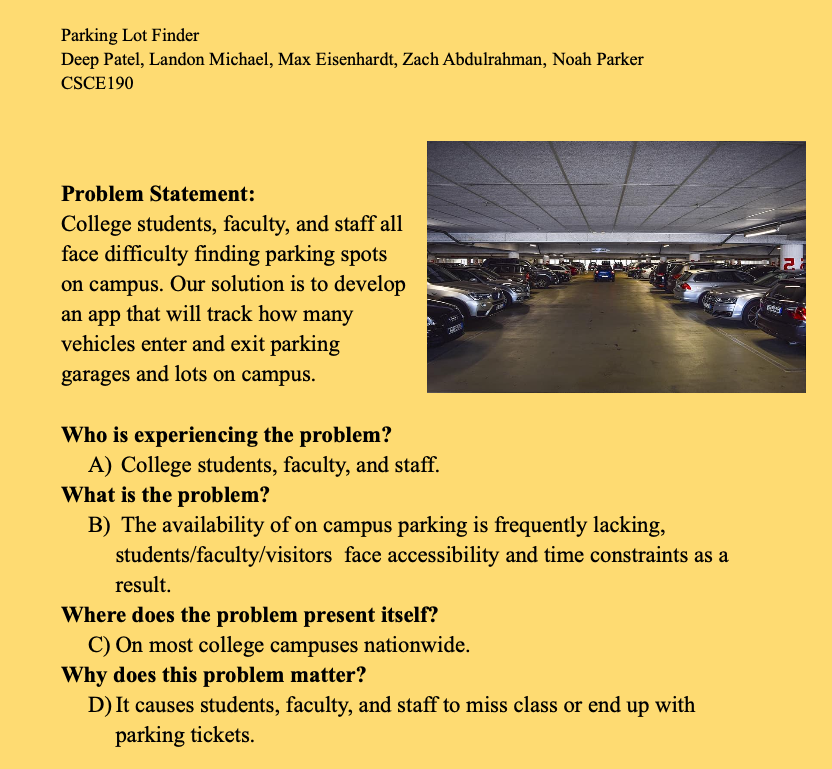 Parking Lot Finder
Deep Patel, Landon Michael, Max Eisenhardt, Zach Abdulrahman, Noah Parker
CSCE190
Problem Statement:
College students, faculty, and staff all
face difficulty finding parking spots
on campus. Our solution is to develop
an app that will track how many
vehicles enter and exit parking
garages and lots on campus.
Who is experiencing the problem?
A) College students, faculty, and staff.
What is the problem?
B) The availability of on campus parking is frequently lacking,
students/faculty/visitors face accessibility and time constraints as a
result.
Where does the problem present itself?
C) On most college campuses nationwide.
Why does this problem matter?
D) It causes students, faculty, and staff to miss class or end up with
parking tickets.